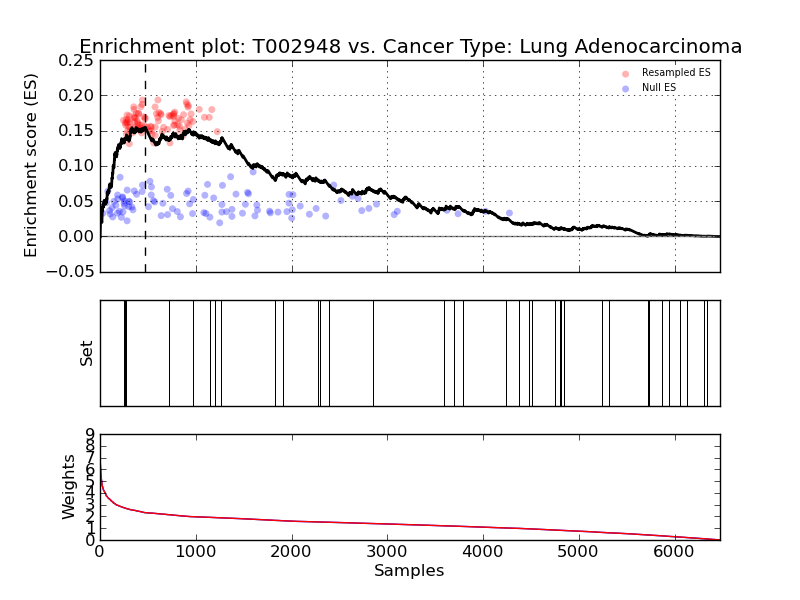 Enrichment plot: T002948 vs. Cancer Type: Lung Adenocarcinoma
0.25
0.20
0.15
0.10
0.05
0.00
−0.05
Enrichment score (ES)
Resampled ES
Null ES
Set
9
8
7
6
5
4
3
2
1
0
Weights
0 1000 2000 3000 4000 5000 6000
Samples